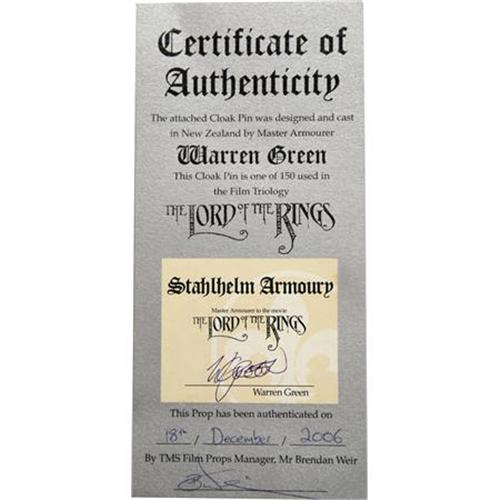 Certificate of
Authenticity
The attached Cloak Pin was designed and cast
in New Zealand by Master Armourer
Warren Green
This Cloak Pin is one of 150 used in
the Film Triology
THE LORD OF THE RINGS
Stahlhelm Armoury
Master Armourer to the movie
THE LORD OF THE RINGS
Warren Green
This Prop has been authenticated on
18th / December / 2006
By TMS Film Props Manager, Mr Brendan Weir